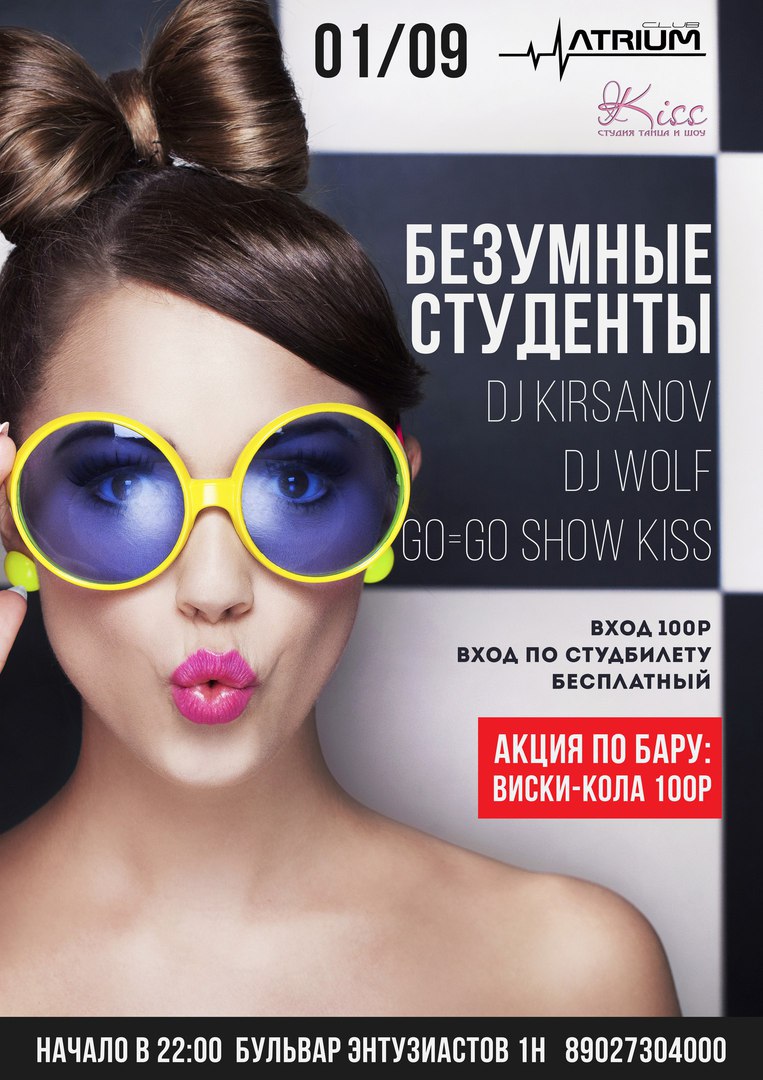 01/09
CLUB
ATRIUM
Kiss
СТУДИЯ ТАНЦА И ШОУ
БЕЗУМНЫЕ
СТУДЕНТЫ
DJ KIRSANOV
DJ WOLF
GO=GO SHOW KISS
ВХОД 100Р
ВХОД ПО СТУДБИЛЕТУ
БЕСПЛАТНЫЙ
АКЦИЯ ПО БАРУ:
ВИСКИ-КОЛА 100Р
НАЧАЛО В 22:00 БУЛЬВАР ЭНТУЗИАСТОВ 1Н 89027304000